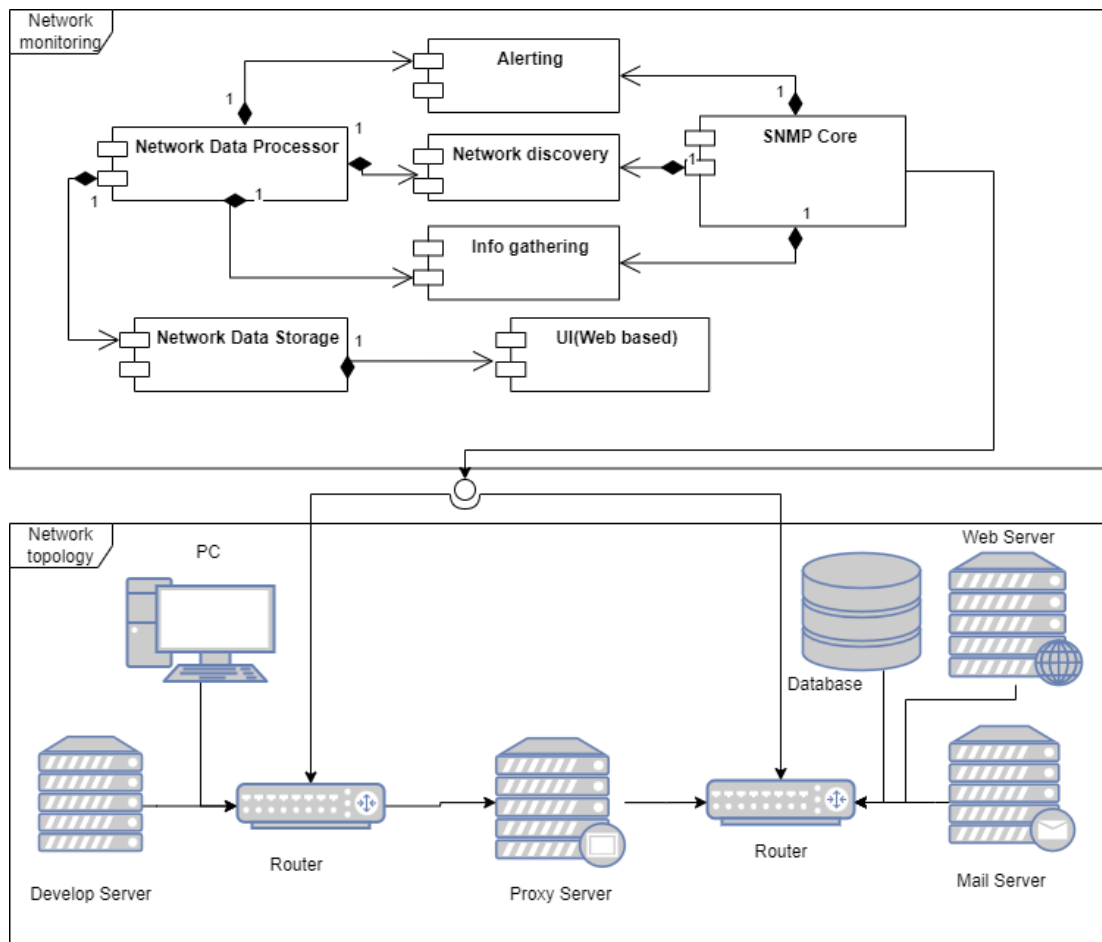 Network
monitoring
Alerting
1
1
1
Network Data Processor
SNMP Core
Network discovery
1
1
1
1
Info gathering
Network Data Storage
1
UI(Web based)
Network
topology
PC
Web Server
Database
Router
Router
Develop Server
Proxy Server
Mail Server